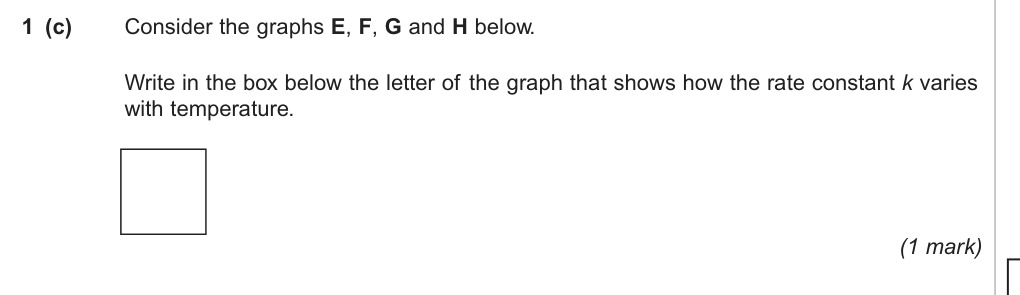 1 (c) Consider the graphs E, F, G and H below.
Write in the box below the letter of the graph that shows how the rate constant k varies
with temperature.
(1 mark)